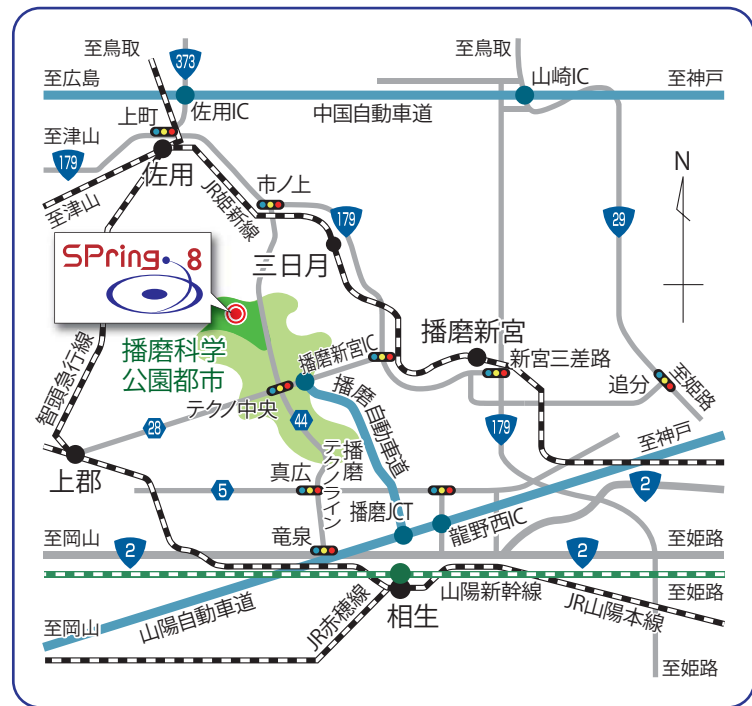 至鳥取
至鳥取
373
至広島
山崎IC
至神戸
佐用IC
中国自動車道
上町
至津山
179
佐用
N
市ノ上
JR姫新線
至津山
179
29
SPring-8
三日月
播磨科学
公園都市
播磨新宮
播磨新宮IC
新宮三差路
智頭急行線
追分
至姫路
テクノ中央
播磨自動車道
28
44
179
至神戸
上郡
播磨
テクノライン
真広
5
2
播磨JCT
龍野西IC
竜泉
至岡山
2
2
至姫路
山陽新幹線
至姫路
相生
至岡山
山陽自動車道
JR赤穂線
JR山陽本線
至姫路